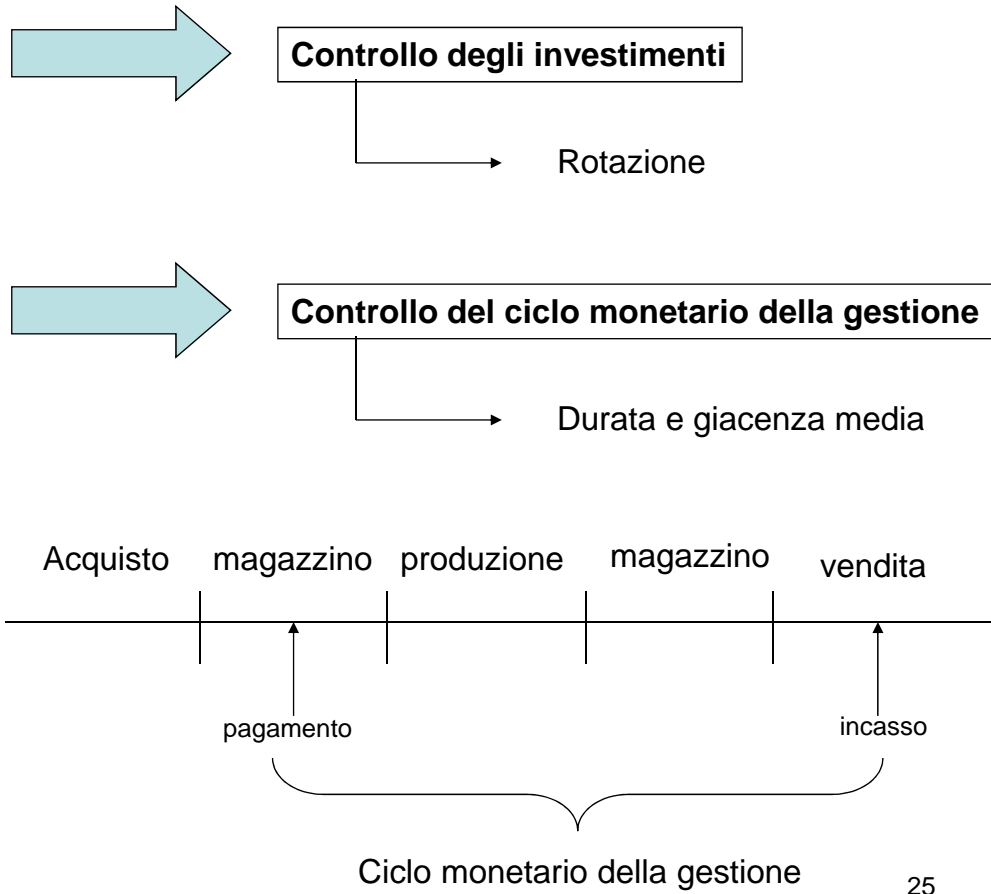 Controllo degli investimenti
Rotazione
Controllo del ciclo monetario della gestione
Durata e giacenza media
Acquisto magazzino produzione magazzino vendita
pagamento incasso
Ciclo monetario della gestione
25